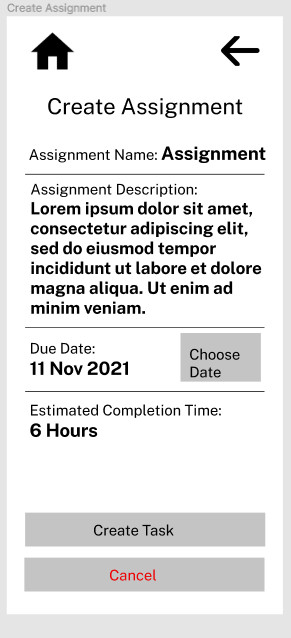 Create Assignment
Create Assignment
Assignment Name: Assignment
Assignment Description:
Lorem ipsum dolor sit amet,
consectetur adipiscing elit,
sed do eiusmod tempor
incididunt ut labore et dolore
magna aliqua. Ut enim ad
minim veniam.
Due Date:
11 Nov 2021
Choose
Date
Estimated Completion Time:
6 Hours
Create Task
Cancel